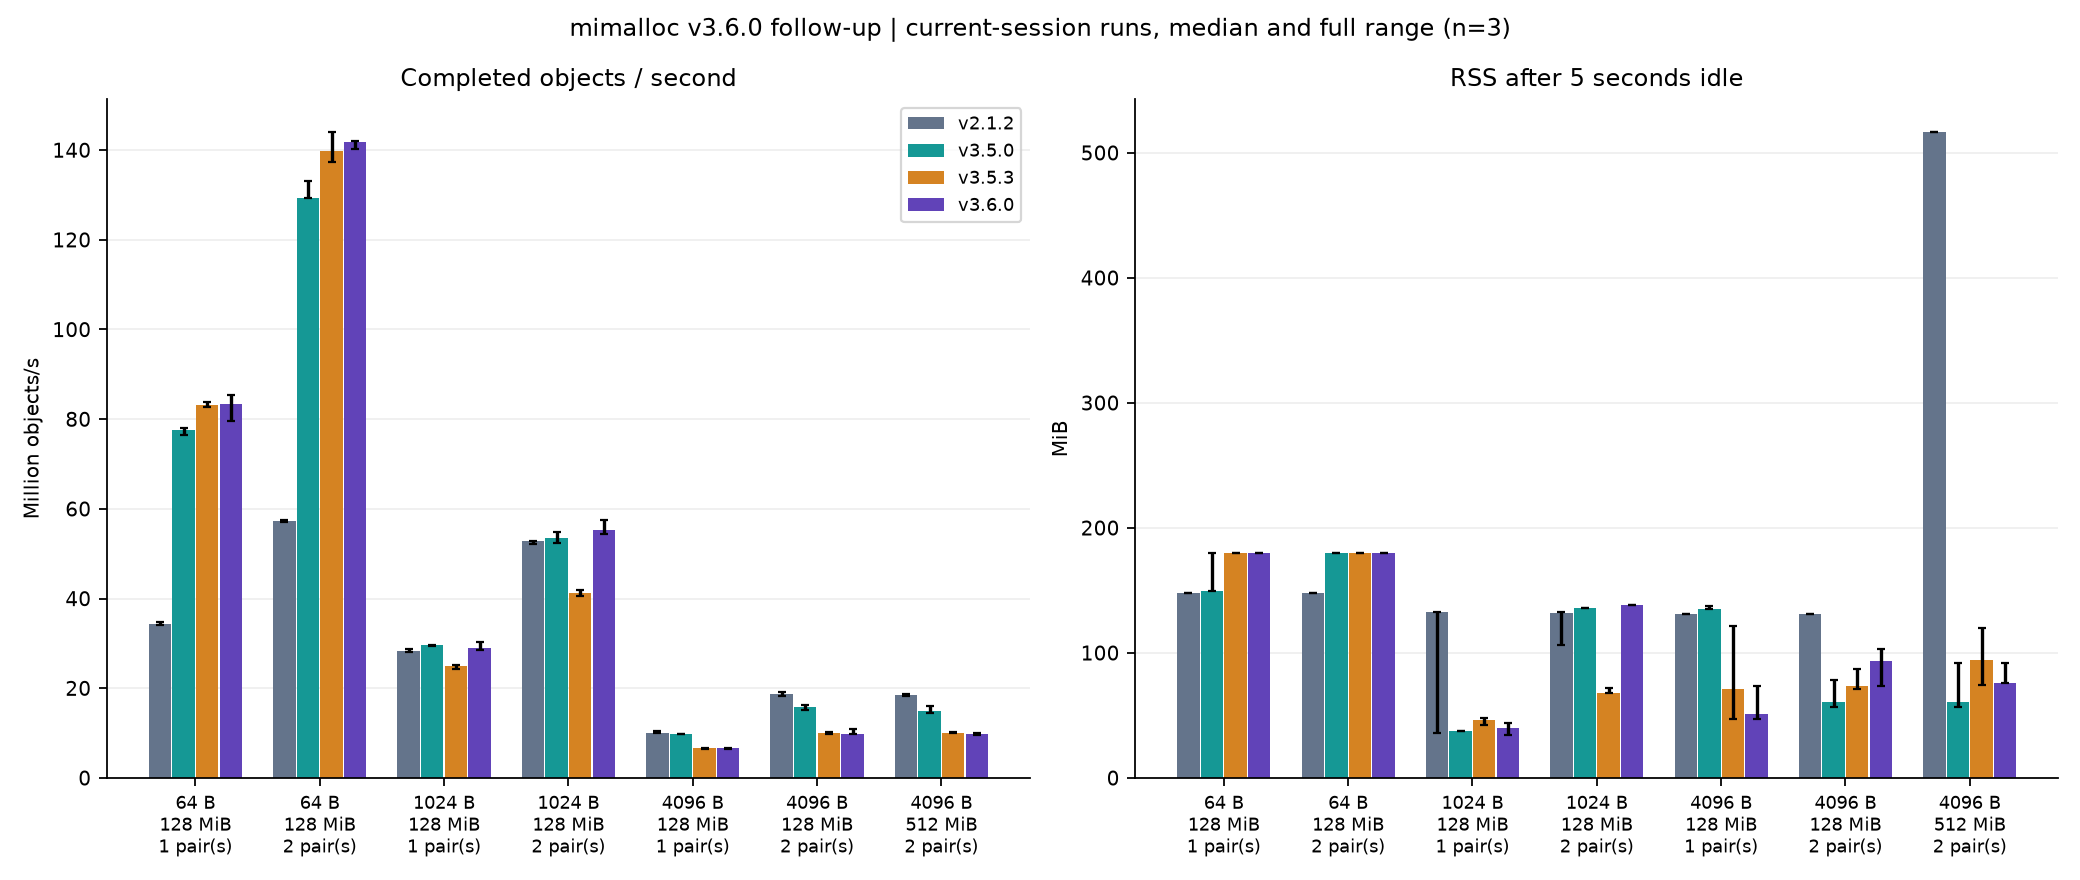 mimalloc v3.6.0 follow-up | current-session runs, median and full range (n=3)
Completed objects / second
Million objects/s
140
120
100
80
60
40
20
0
v2.1.2
v3.5.0
v3.5.3
v3.6.0
64 B
128 MiB
1 pair(s)
64 B
128 MiB
2 pair(s)
1024 B
128 MiB
1 pair(s)
1024 B
128 MiB
2 pair(s)
4096 B
128 MiB
1 pair(s)
4096 B
128 MiB
2 pair(s)
4096 B
512 MiB
2 pair(s)
RSS after 5 seconds idle
MiB
500
400
300
200
100
0
64 B
128 MiB
1 pair(s)
64 B
128 MiB
2 pair(s)
1024 B
128 MiB
1 pair(s)
1024 B
128 MiB
2 pair(s)
4096 B
128 MiB
1 pair(s)
4096 B
128 MiB
2 pair(s)
4096 B
512 MiB
2 pair(s)